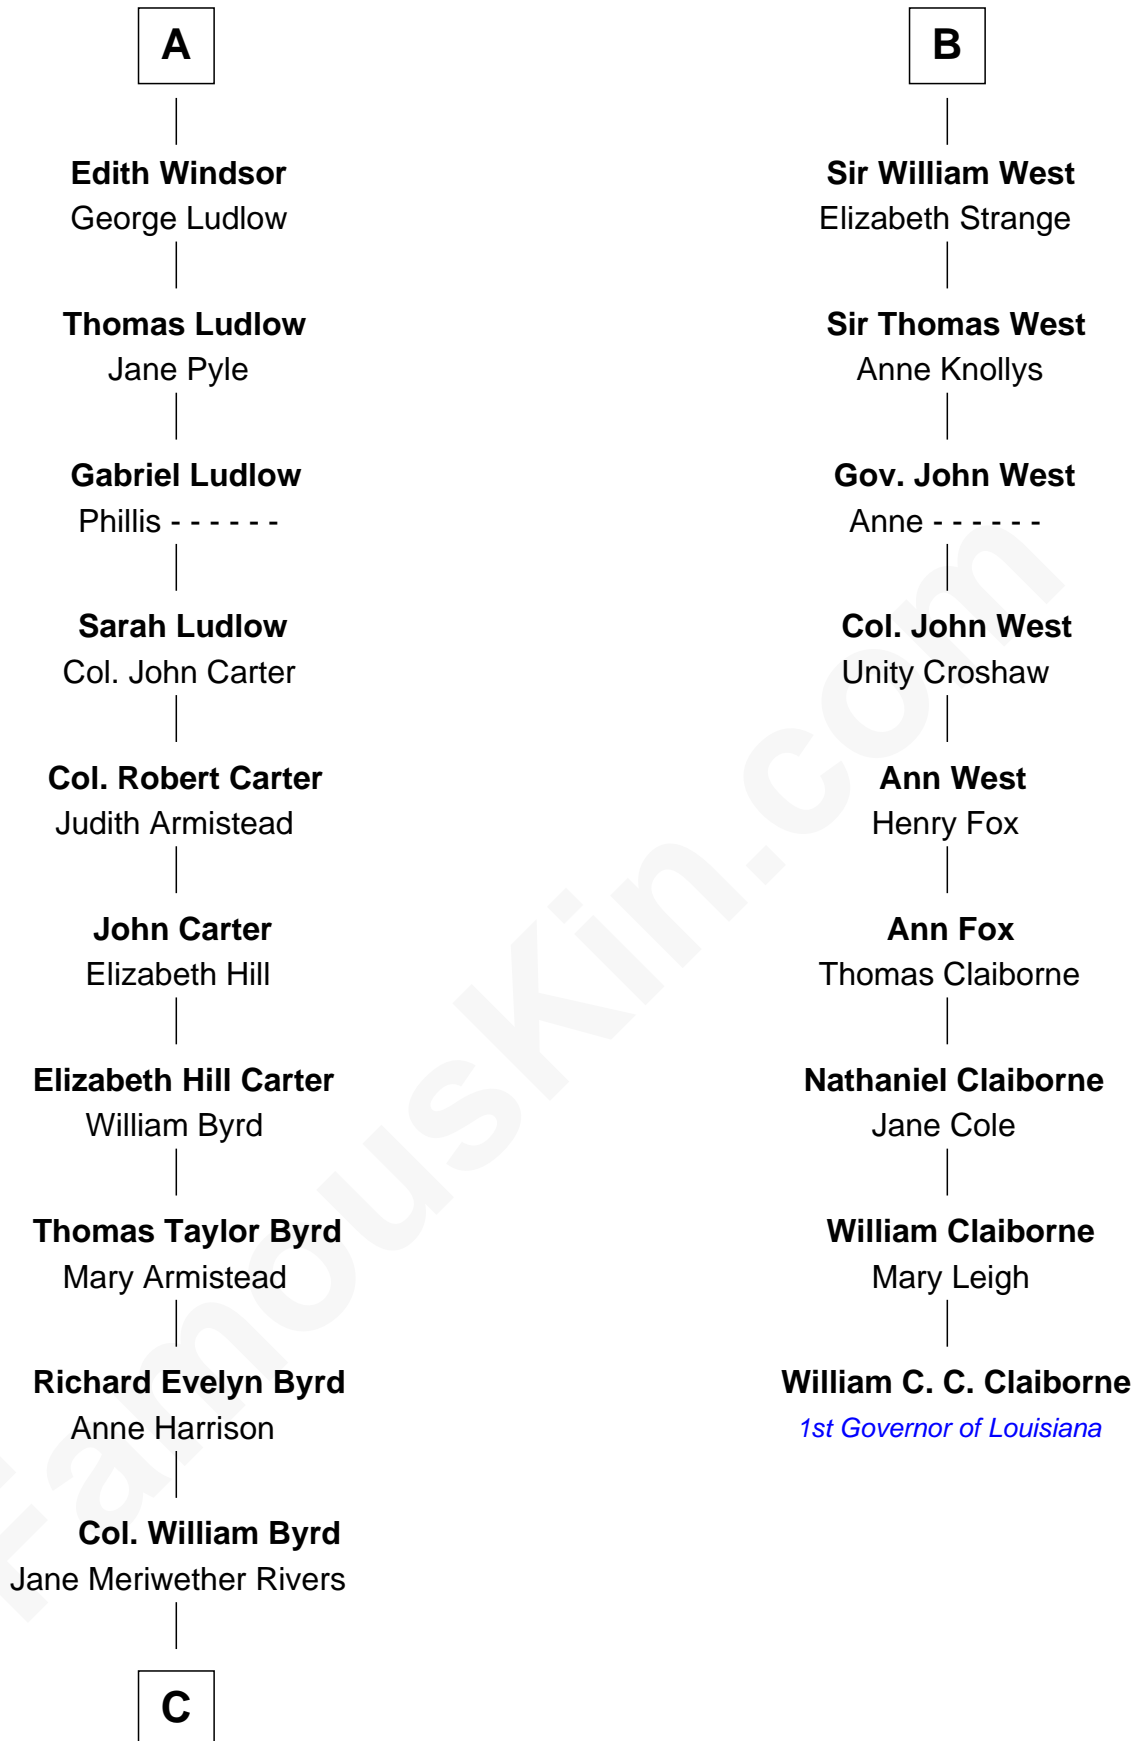 A
Edith Windsor
George Ludlow
Thomas Ludlow
Jane Pyle
Gabriel Ludlow
Phillis - - - - - -
Sarah Ludlow
Col. John Carter
Col. Robert Carter
Judith Armistead
John Carter
Elizabeth Hill
Elizabeth Hill Carter
William Byrd
Thomas Taylor Byrd
Mary Armistead
Richard Evelyn Byrd
Anne Harrison
Col. William Byrd
Jane Meriwether Rivers
C
B
Sir William West
Elizabeth Strange
Sir Thomas West
Anne Knollys
Gov. John West
Anne - - - - - -
Col. John West
Unity Croshaw
Ann West
Henry Fox
Ann Fox
Thomas Claiborne
Nathaniel Claiborne
Jane Cole
William Claiborne
Mary Leigh
William C. C. Claiborne
1st Governor of Louisiana
FamousKin.com